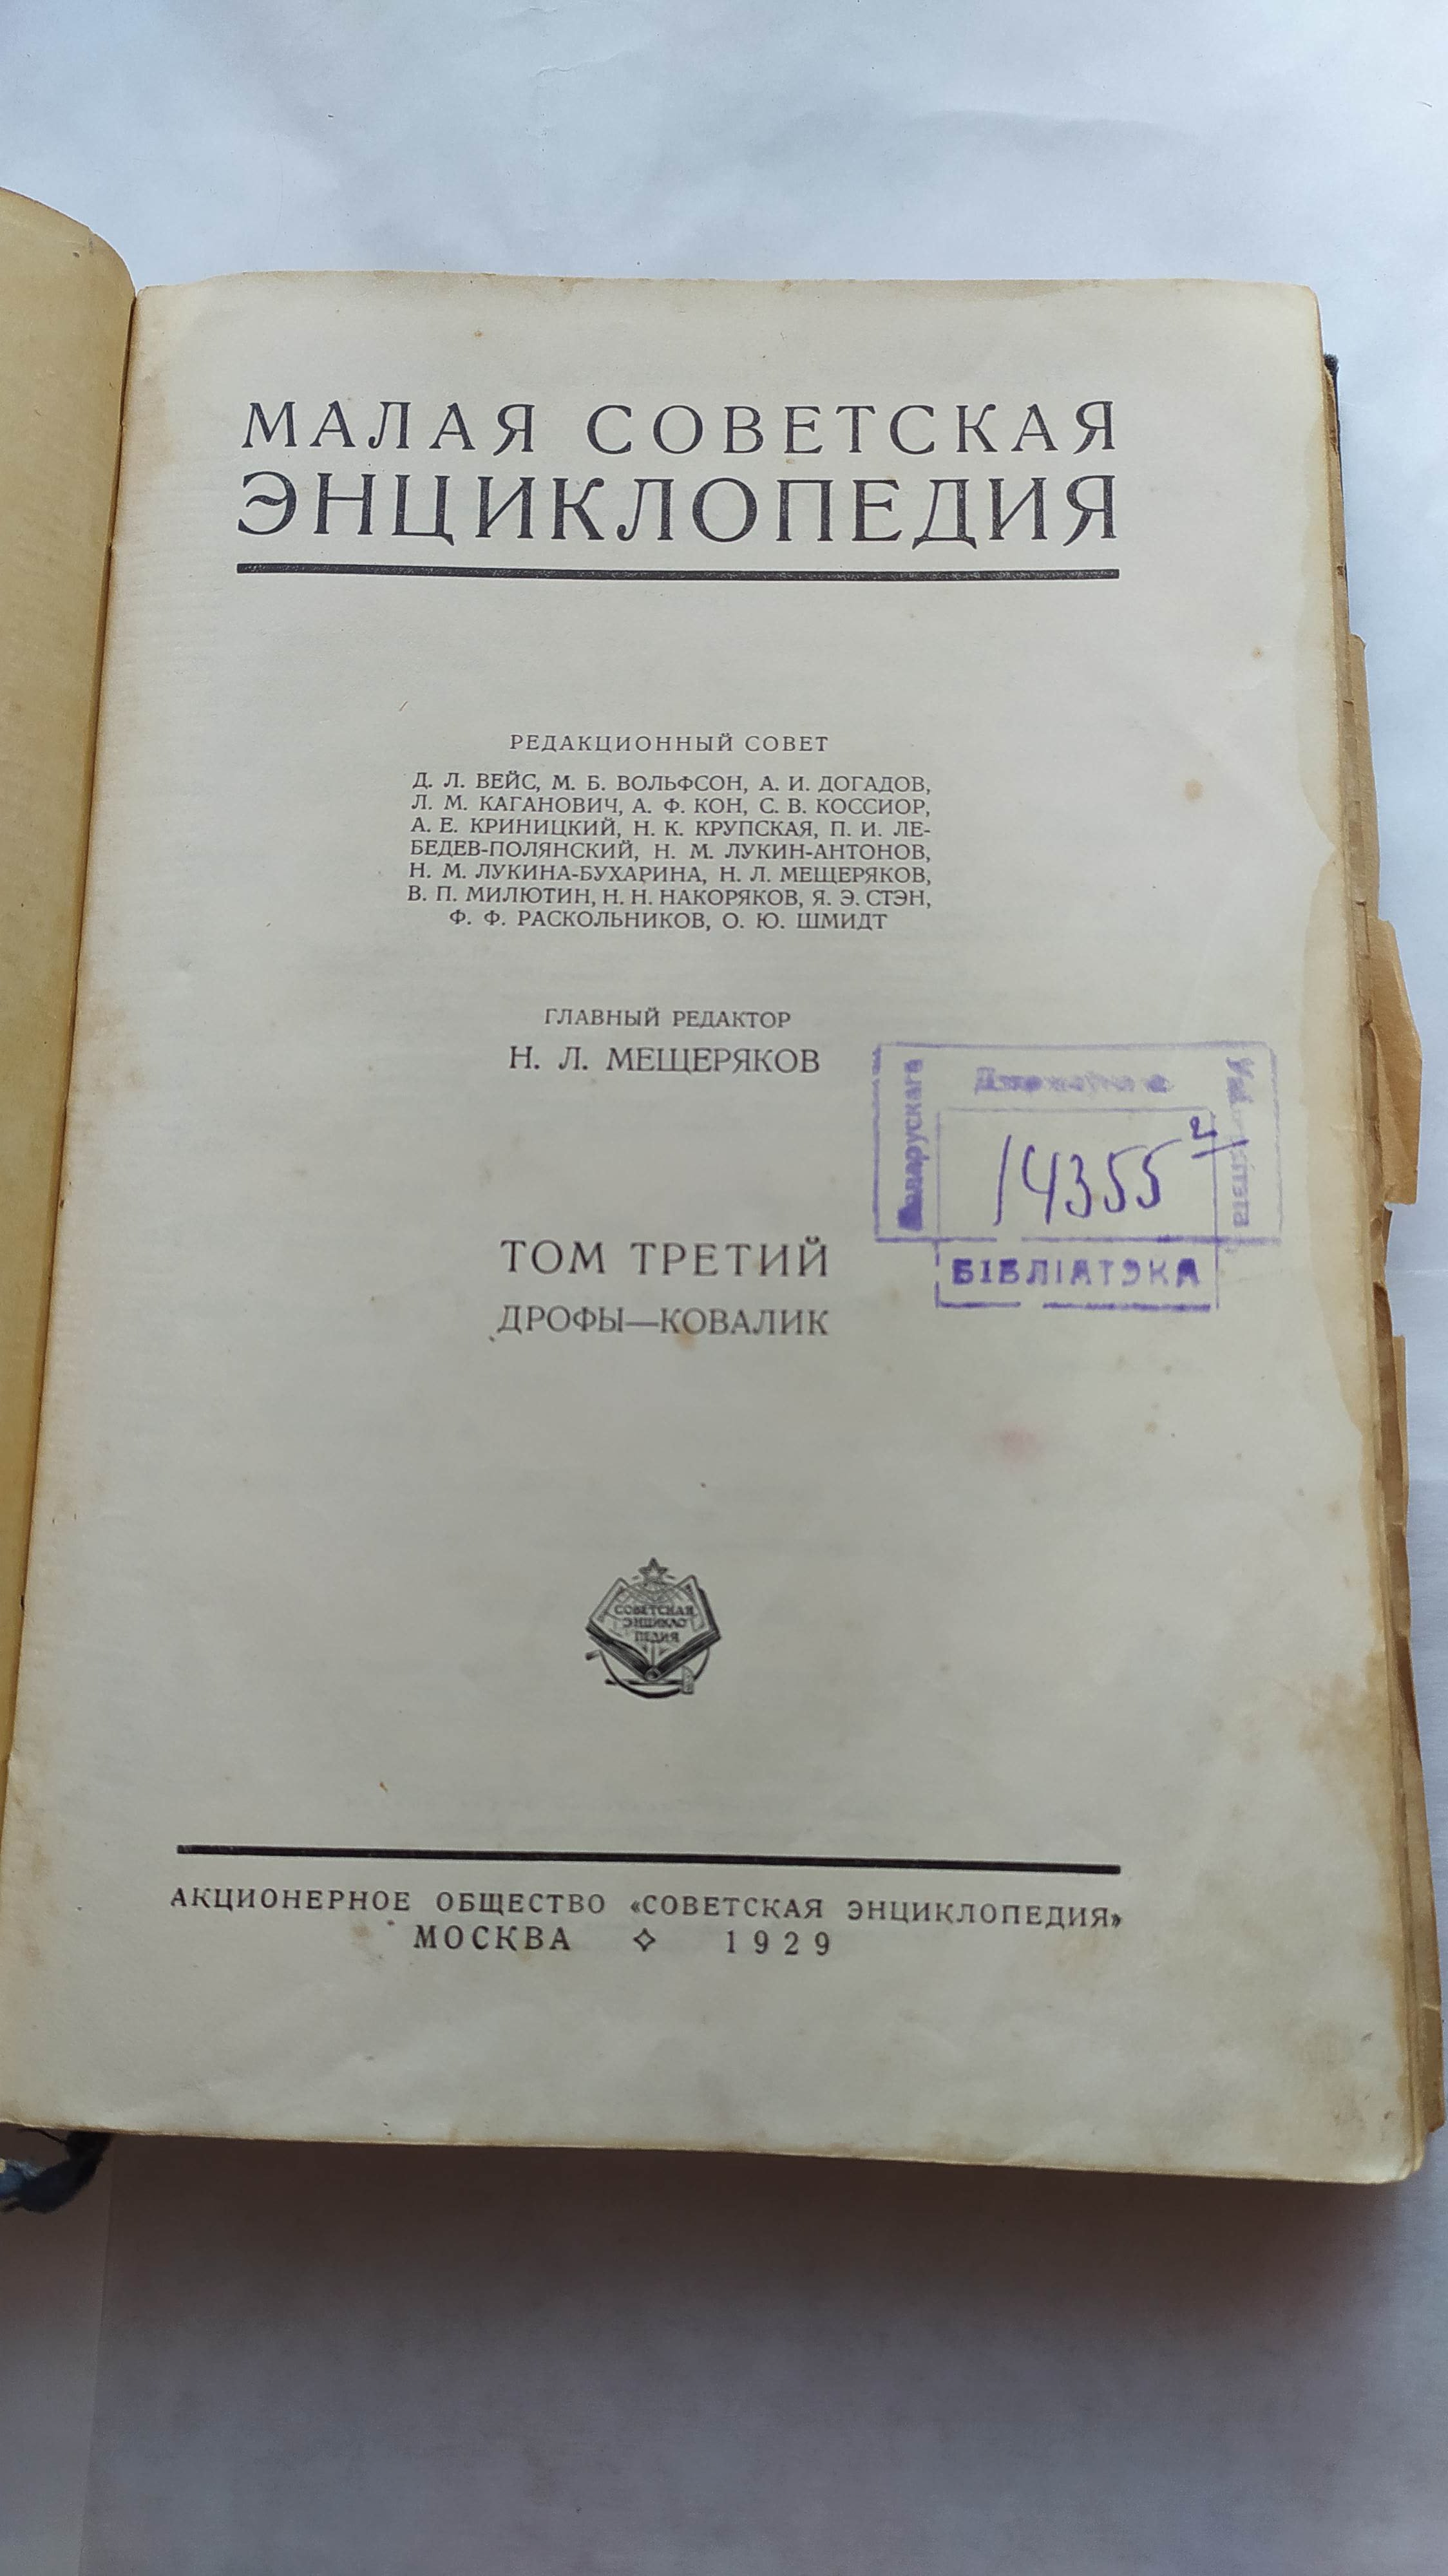 МАЛАЯ СОВЕТСКАЯ
ЭНЦИКЛОПЕДИЯ
РЕДАКЦИОННЫЙ СОВЕТ
Д. Л. ВЕЙС, М. Б. ВОЛЬФСОН, А. И. ДОГАДОВ,
Л. М. КАГАНОВИЧ, А. Ф. КОН, С. В. КОССИОР,
А. Е. КРИНИЦКИЙ, Н. К. КРУПСКАЯ, П. И. ЛЕ-
БЕДЕВ-ПОЛЯНСКИЙ, Н. М. ЛУКИН-АНТОНОВ,
Н. М. ЛУКИНА-БУХАРИНА, Н. Л. МЕЩЕРЯКОВ,
В. П. МИЛЮТИН, Н. Н. НАКОРЯКОВ, Я. Э. СТЭН,
Ф. Ф. РАСКОЛЬНИКОВ, О. Ю. ШМИДТ
ГЛАВНЫЙ РЕДАКТОР
Н. Л. МЕЩЕРЯКОВ
14355 2
БІБЛІАТЭКА
ТОМ ТРЕТИЙ
ДРОФЫ—КОВАЛИК
СОВЕТСКАЯ
ЭНЦИКЛО
ПЕДИЯ
АКЦИОНЕРНОЕ ОБЩЕСТВО «СОВЕТСКАЯ ЭНЦИКЛОПЕДИЯ»
МОСКВА ✧ 1929